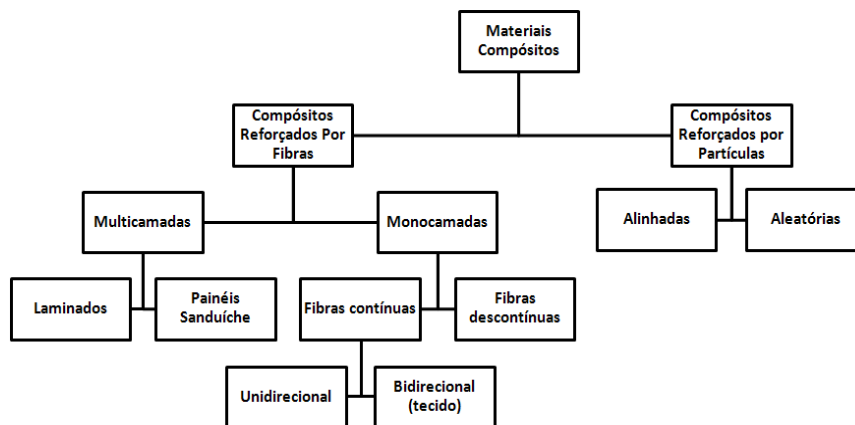 Materiais
Compósitos
Compósitos
Reforçados Por
Fibras
Compósitos
Reforçados por
Partículas
Multicamadas
Monocamadas
Alinhadas
Aleatórias
Laminados
Painéis
Sanduíche
Fibras contínuas
Fibras
descontínuas
Unidirecional
Bidirecional
(tecido)